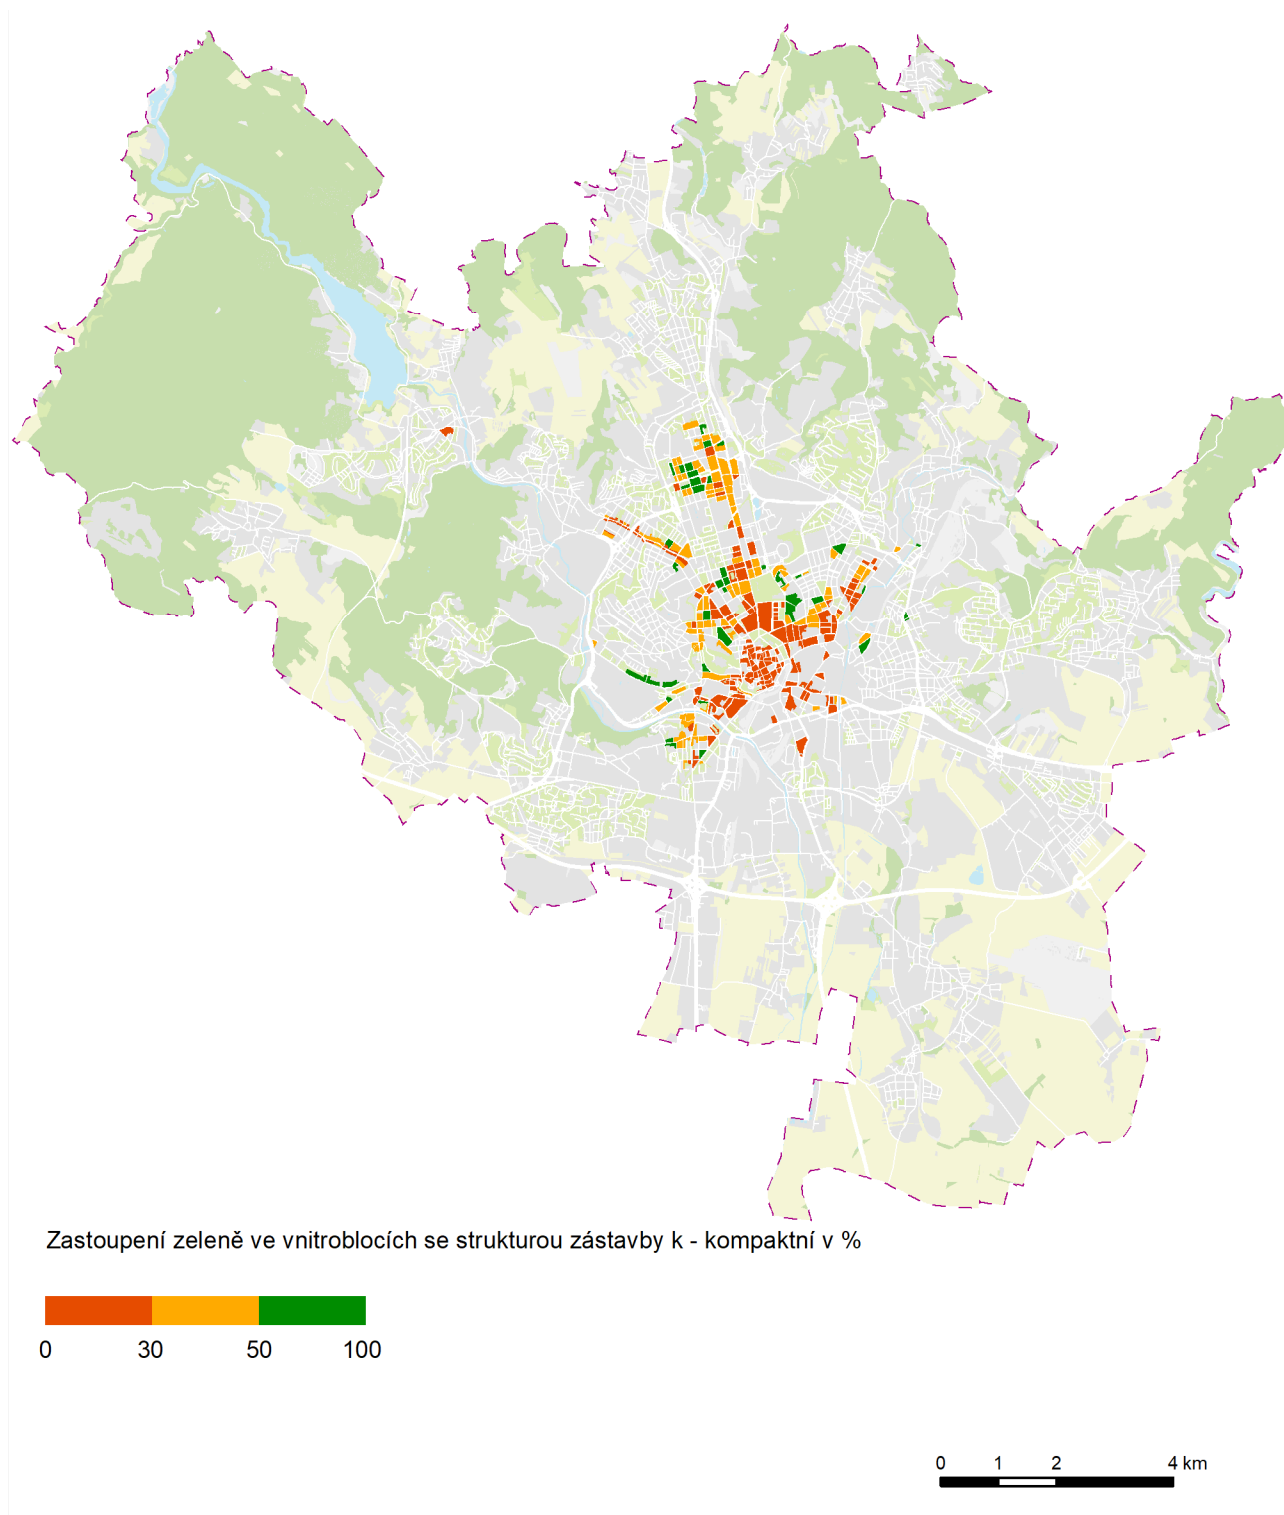 Zastoupení zeleně ve vnitroblocích se strukturou zástavby k - kompaktní v %
0 30 50 100
0 1 2 4 km